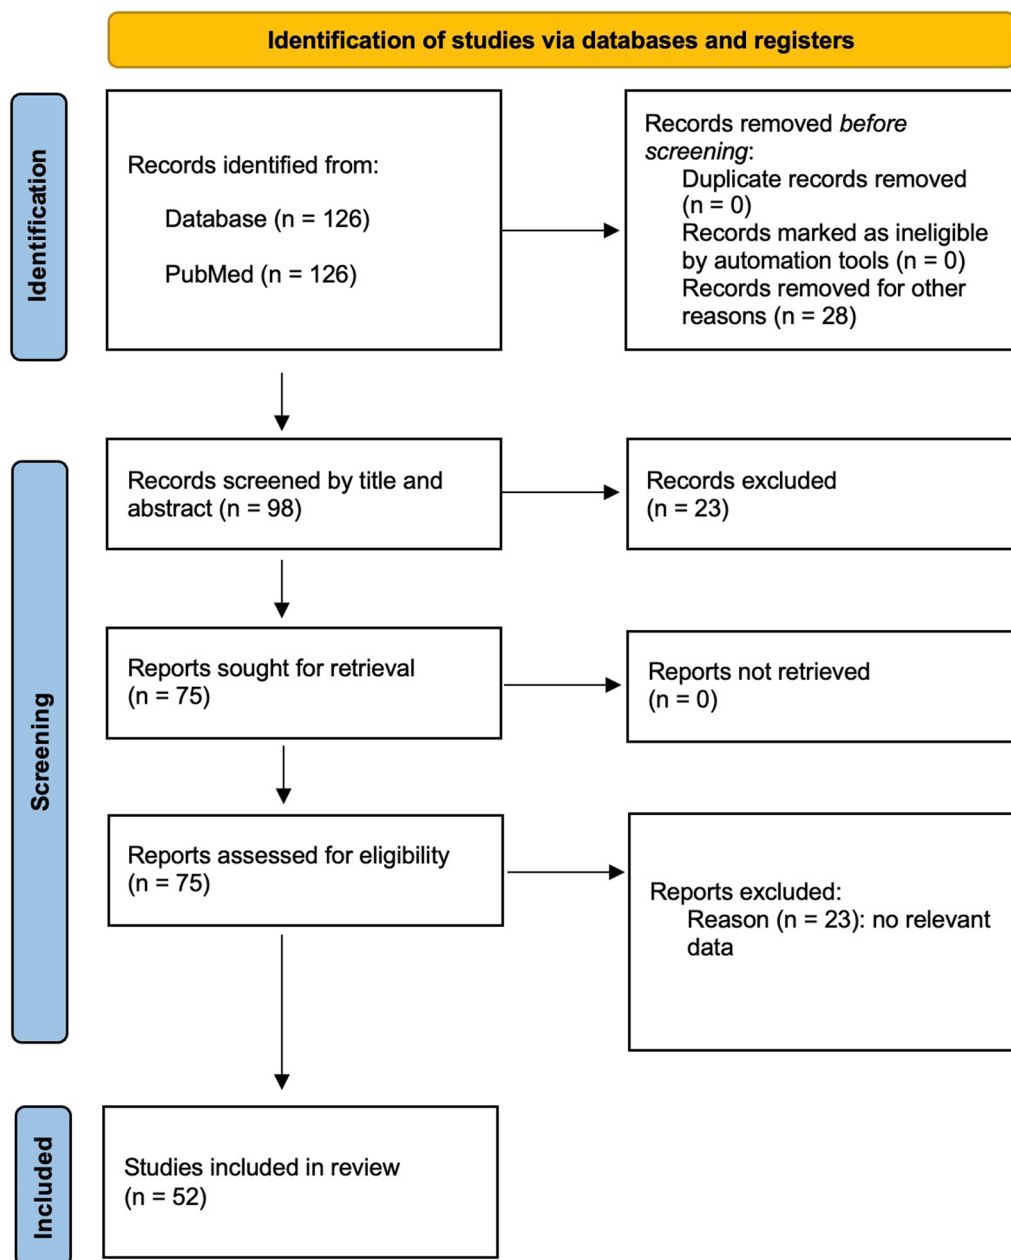 Identification of studies via databases and registers
Identification
Records identified from:
Database (n = 126)
PubMed (n = 126)
Records removed before
screening:
Duplicate records removed
(n = 0)
Records marked as ineligible
by automation tools (n = 0)
Records removed for other
reasons (n = 28)
Screening
Records screened by title and
abstract (n = 98)
Records excluded
(n = 23)
Reports sought for retrieval
(n = 75)
Reports not retrieved
(n = 0)
Reports assessed for eligibility
(n = 75)
Reports excluded:
Reason (n = 23): no relevant
data
Included
Studies included in review
(n = 52)